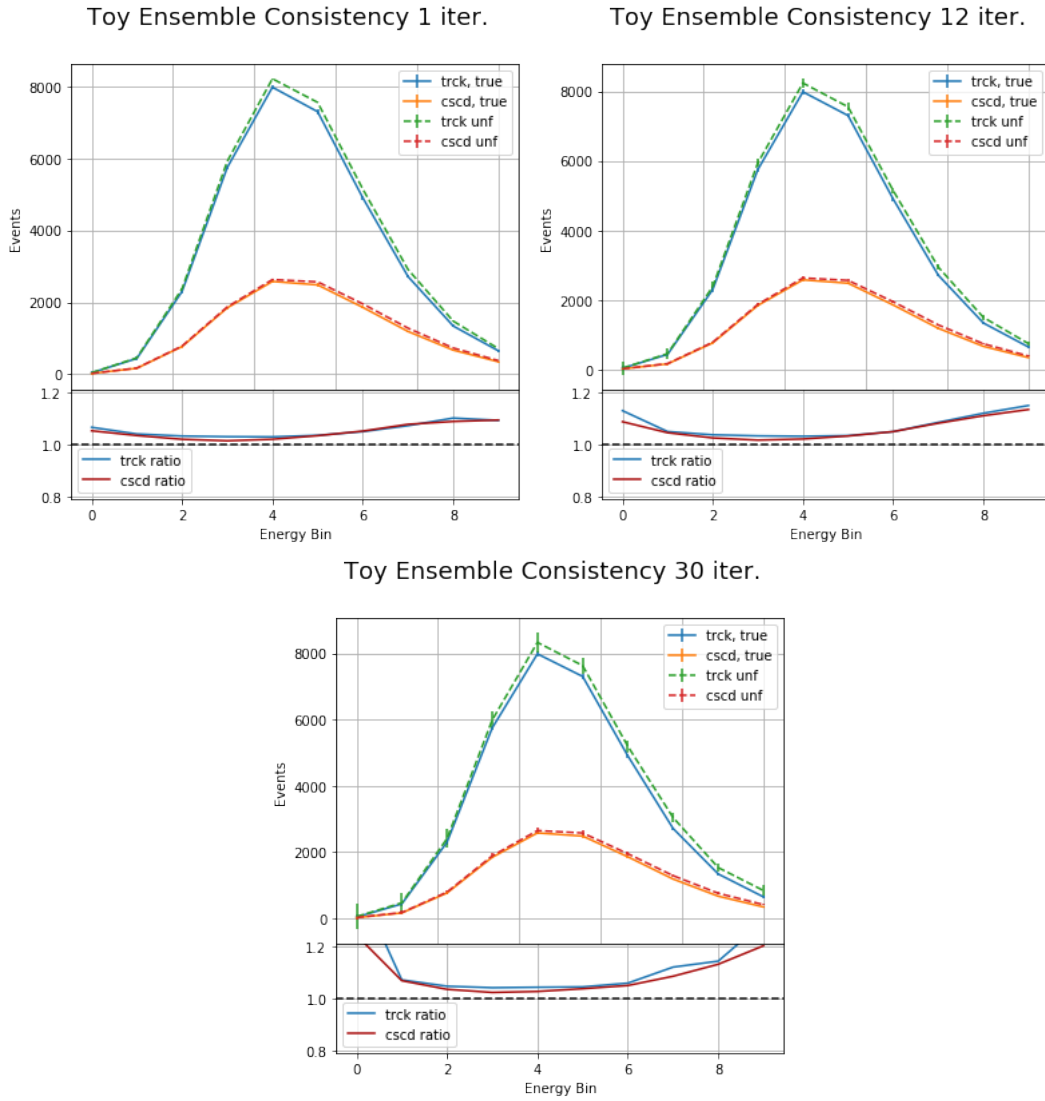 Toy Ensemble Consistency 1 iter.
8000
6000
4000
2000
0
Events
trck, true
cscd, true
trck unf
cscd unf
1.2
1.0
0.8
trck ratio
cscd ratio
0 2 4 6 8
Energy Bin
Toy Ensemble Consistency 12 iter.
8000
6000
4000
2000
0
Events
trck, true
cscd, true
trck unf
cscd unf
1.2
1.0
0.8
trck ratio
cscd ratio
0 2 4 6 8
Energy Bin
Toy Ensemble Consistency 30 iter.
8000
6000
4000
2000
0
Events
trck, true
cscd, true
trck unf
cscd unf
1.2
1.0
0.8
trck ratio
cscd ratio
0 2 4 6 8
Energy Bin